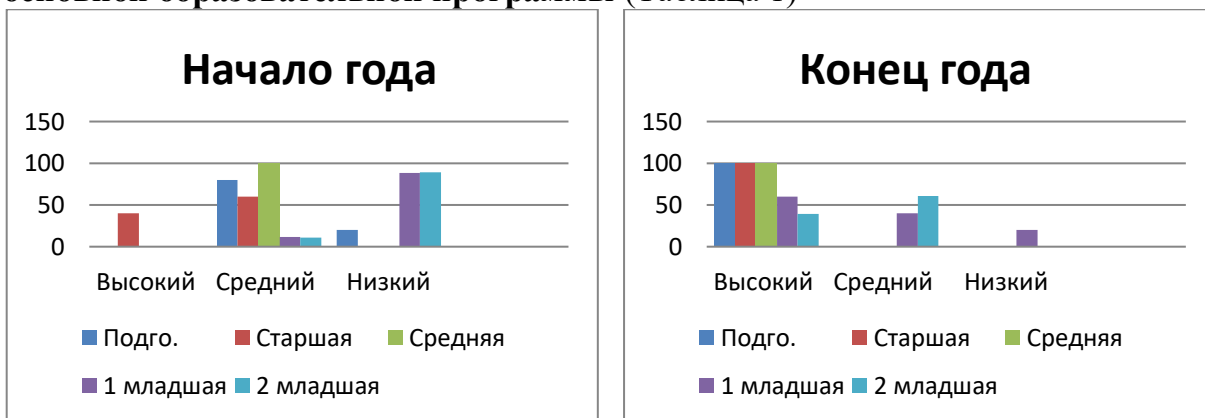 основной образовательной программы (Таблица 1)
Начало года
150
100
50
0
Высокий Средний Низкий
Подго. Старшая Средняя
1 младшая 2 младшая
Конец года
150
100
50
0
Высокий Средний Низкий
Подго. Старшая Средняя
1 младшая 2 младшая